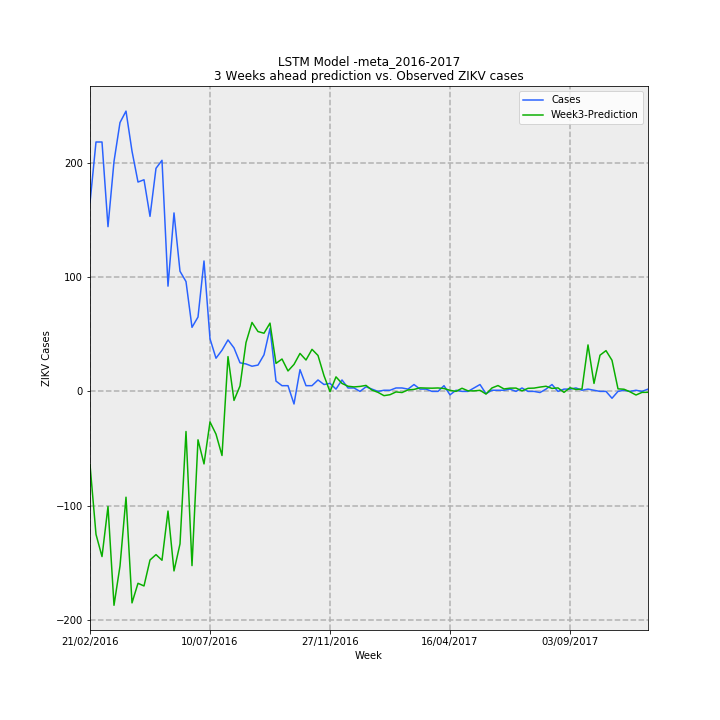 LSTM Model -meta_2016-2017
3 Weeks ahead prediction vs. Observed ZIKV cases
Cases
Week3-Prediction
ZIKV Cases
200
100
0
−100
−200
21/02/2016
10/07/2016
27/11/2016
16/04/2017
03/09/2017
Week